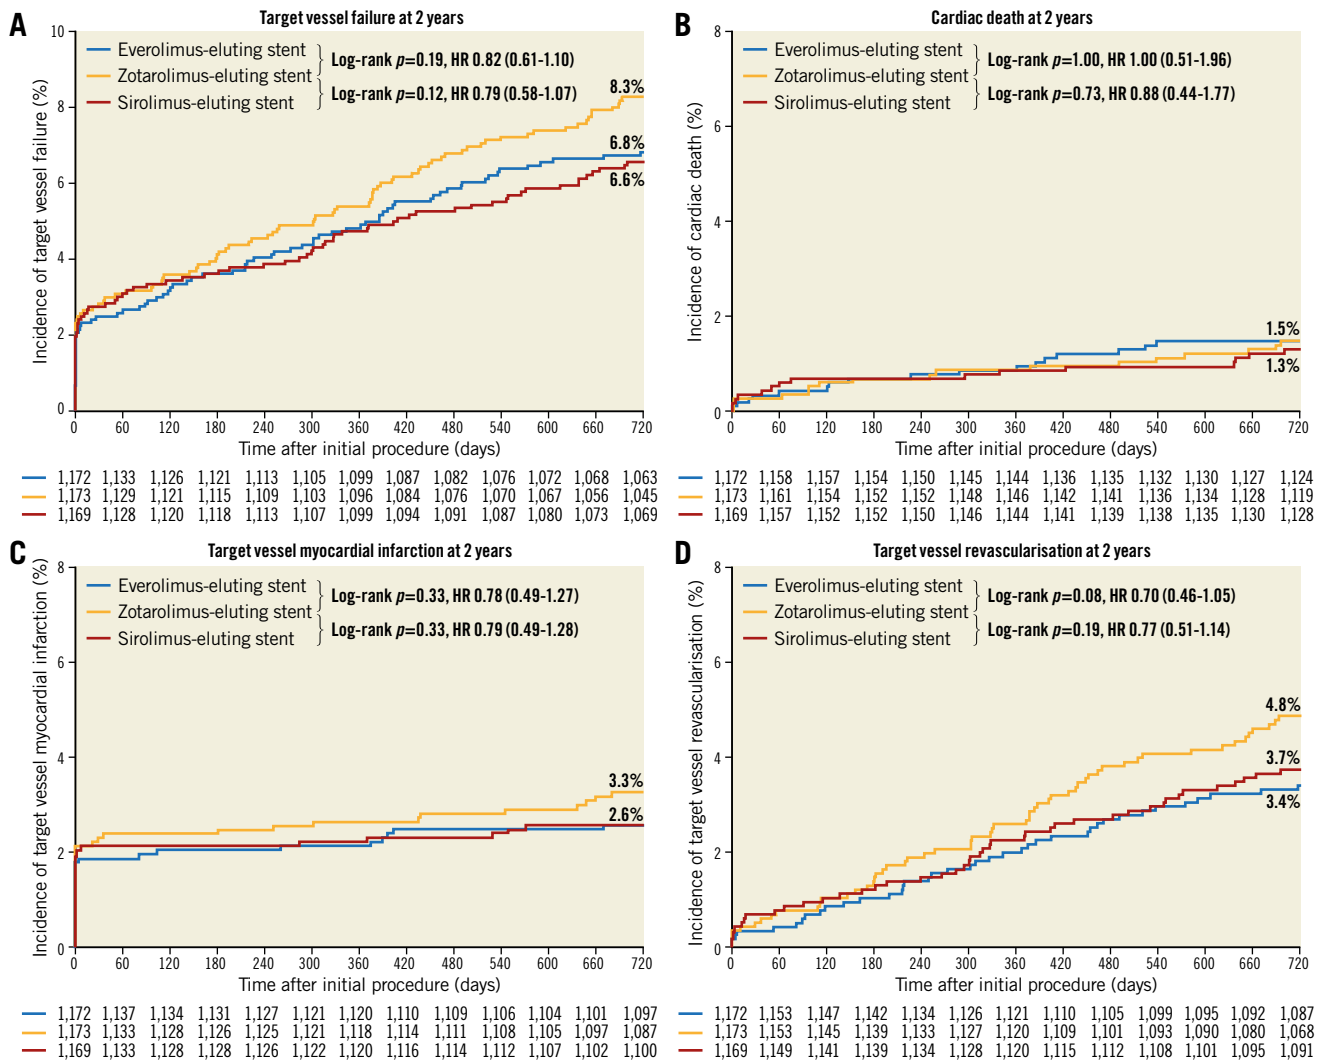 A
Target vessel failure at 2 years
Incidence of target vessel failure (%)
10
8
6
4
2
0
Everolimus-eluting stent
Zotarolimus-eluting stent
Sirolimus-eluting stent
Log-rank p=0.19, HR 0.82 (0.61-1.10)
Log-rank p=0.12, HR 0.79 (0.58-1.07)
8.3%
6.8%
6.6%
0 60 120 180 240 300 360 420 480 540 600 660 720
Time after initial procedure (days)
1,172 1,133 1,126 1,121 1,113 1,105 1,099 1,087 1,082 1,076 1,072 1,068 1,063
1,173 1,129 1,121 1,115 1,109 1,103 1,096 1,084 1,076 1,070 1,067 1,056 1,045
1,169 1,128 1,120 1,118 1,113 1,107 1,099 1,094 1,091 1,087 1,080 1,073 1,069
B
Cardiac death at 2 years
Incidence of cardiac death (%)
8
6
4
2
0
Everolimus-eluting stent
Zotarolimus-eluting stent
Sirolimus-eluting stent
Log-rank p=1.00, HR 1.00 (0.51-1.96)
Log-rank p=0.73, HR 0.88 (0.44-1.77)
1.5%
1.3%
0 60 120 180 240 300 360 420 480 540 600 660 720
Time after initial procedure (days)
1,172 1,158 1,157 1,154 1,150 1,145 1,144 1,136 1,135 1,132 1,130 1,127 1,124
1,173 1,161 1,154 1,152 1,152 1,148 1,146 1,142 1,141 1,136 1,134 1,128 1,119
1,169 1,157 1,152 1,152 1,150 1,146 1,144 1,141 1,139 1,138 1,135 1,130 1,128
C
Target vessel myocardial infarction at 2 years
Incidence of target vessel myocardial infarction (%)
8
6
4
2
0
Everolimus-eluting stent
Zotarolimus-eluting stent
Sirolimus-eluting stent
Log-rank p=0.33, HR 0.78 (0.49-1.27)
Log-rank p=0.33, HR 0.79 (0.49-1.28)
3.3%
2.6%
0 60 120 180 240 300 360 420 480 540 600 660 720
Time after initial procedure (days)
1,172 1,137 1,134 1,131 1,127 1,121 1,120 1,110 1,109 1,106 1,104 1,101 1,097
1,173 1,133 1,128 1,126 1,125 1,121 1,118 1,114 1,111 1,108 1,105 1,097 1,087
1,169 1,133 1,128 1,128 1,126 1,122 1,120 1,116 1,114 1,112 1,107 1,102 1,100
D
Target vessel revascularisation at 2 years
Incidence of target vessel revascularisation (%)
8
6
4
2
0
Everolimus-eluting stent
Zotarolimus-eluting stent
Sirolimus-eluting stent
Log-rank p=0.08, HR 0.70 (0.46-1.05)
Log-rank p=0.19, HR 0.77 (0.51-1.14)
4.8%
3.7%
3.4%
0 60 120 180 240 300 360 420 480 540 600 660 720
Time after initial procedure (days)
1,172 1,153 1,147 1,142 1,134 1,126 1,121 1,110 1,105 1,099 1,095 1,092 1,087
1,173 1,153 1,145 1,139 1,133 1,127 1,120 1,109 1,101 1,093 1,090 1,080 1,068
1,169 1,149 1,141 1,139 1,134 1,128 1,120 1,115 1,112 1,108 1,101 1,095 1,091